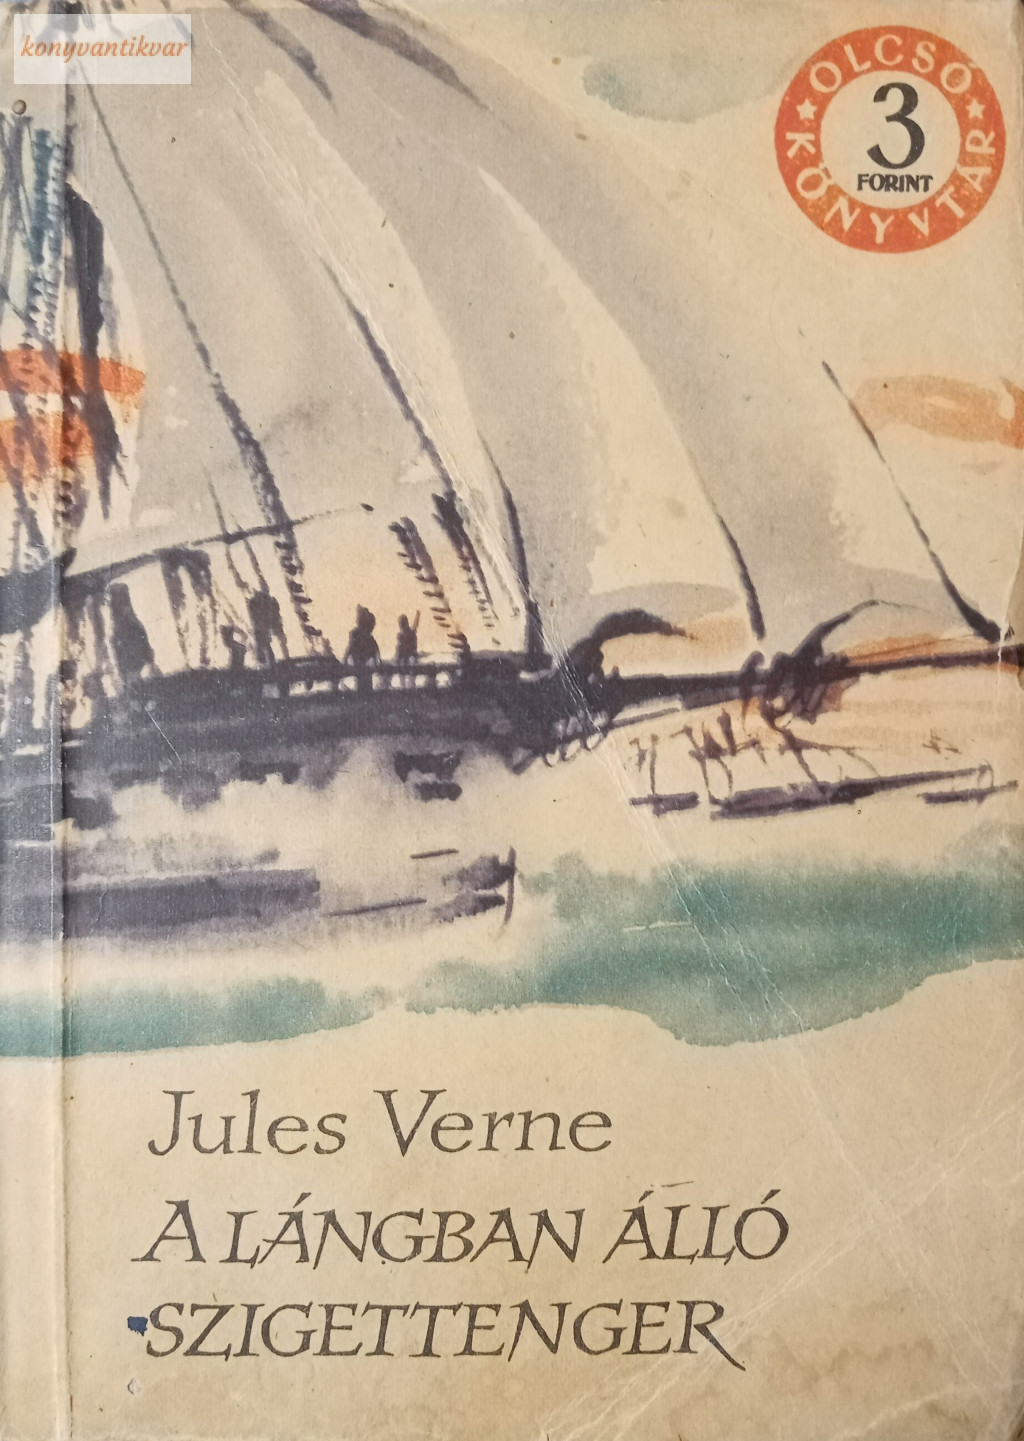 konyvantikvar
OLCSÓ
KÖNYVTÁR
3
FORINT
Jules Verne
A LÁNGBAN ÁLLÓ
SZIGETTENGER